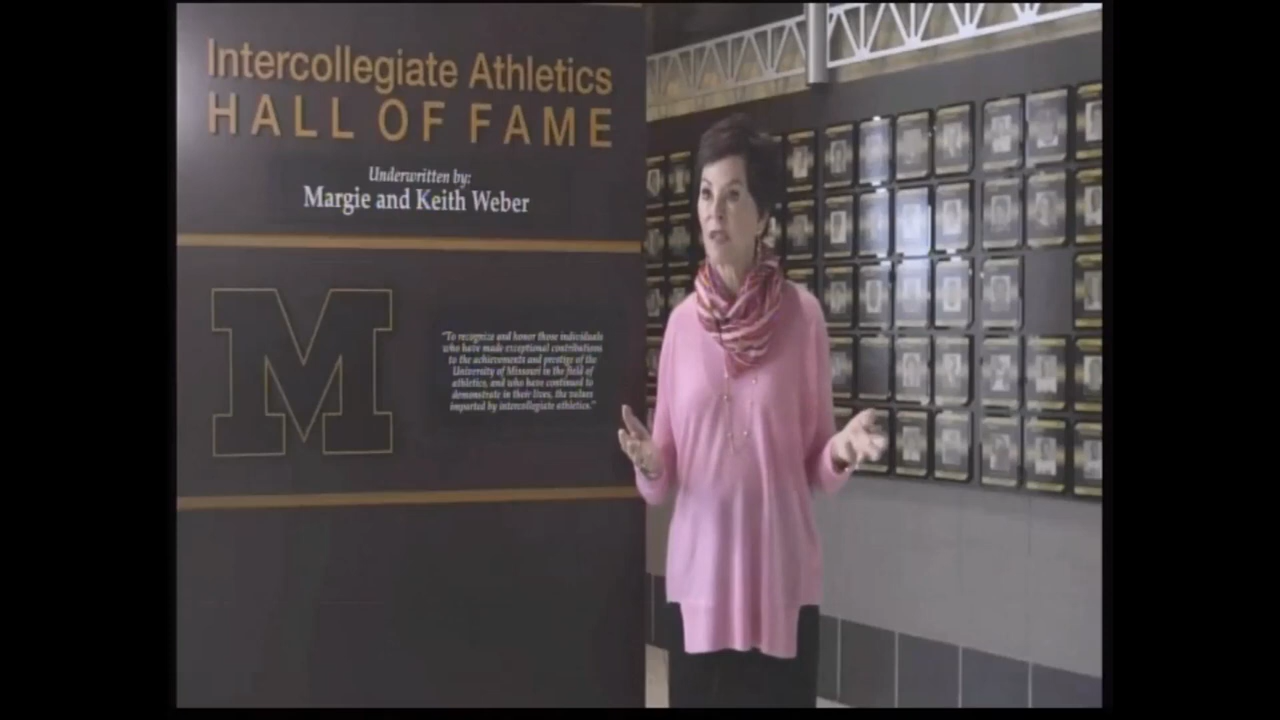 Intercollegiate Athletics
HALL OF FAME
Underwritten by:
Margie and Keith Weber
M
"To recognize and honor those individuals
who have made exceptional contributions
to the achievements and prestige of the
University of Missouri in the field of
athletics, and who have continued to
demonstrate in their lives, the values
imparted by intercollegiate athletics."